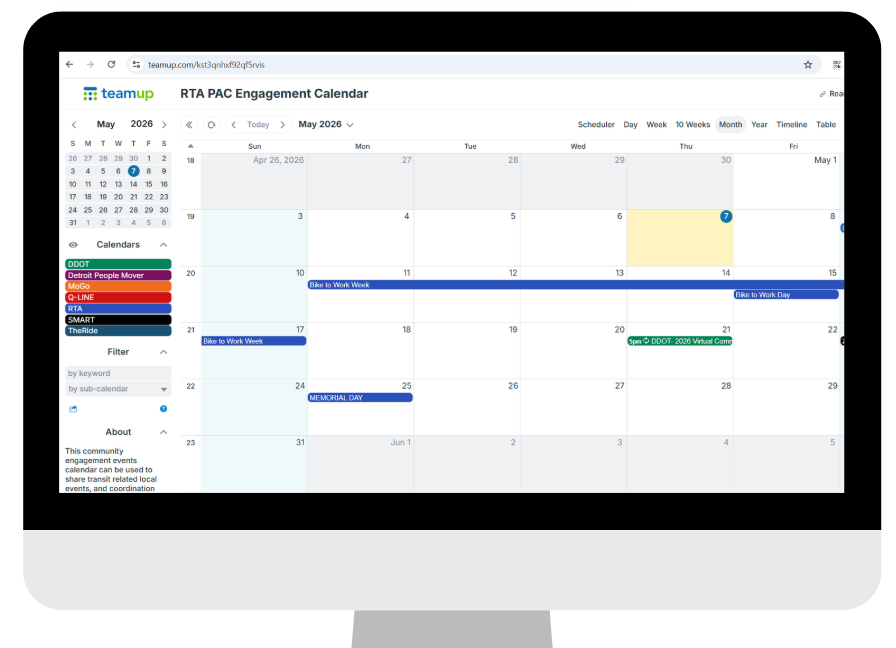 teamup.com/kst3qnhxf92qf5rvis
teamup
RTA PAC Engagement Calendar
Rea
May 2026
Today
May 2026
Scheduler Day Week 10 Weeks Month Year Timeline Table
S M T W T F S
26 27 28 29 30 1 2
3 4 5 6 7 8 9
10 11 12 13 14 15 16
17 18 19 20 21 22 23
24 25 26 27 28 29 30
31 1 2 3 4 5 6
Calendars
DDOT
Detroit People Mover
MoGo
Q-LINE
RTA
SMART
TheRide
Filter
by keyword
by sub-calendar
?
About
This community
engagement events
calendar can be used to
share transit related local
events, and coordination
Sun Mon Tue Wed Thu Fri
18 Apr 26, 2026 27 28 29 30 May 1
19 3 4 5 6 7 8
20 10 11 12 13 14 15
Bike to Work Week
Bike to Work Day
21 17 18 19 20 21 22
Bike to Work Week
5pm DDOT- 2026 Virtual Comm
22 24 25 26 27 28 29
MEMORIAL DAY
23 31 Jun 1 2 3 4 5